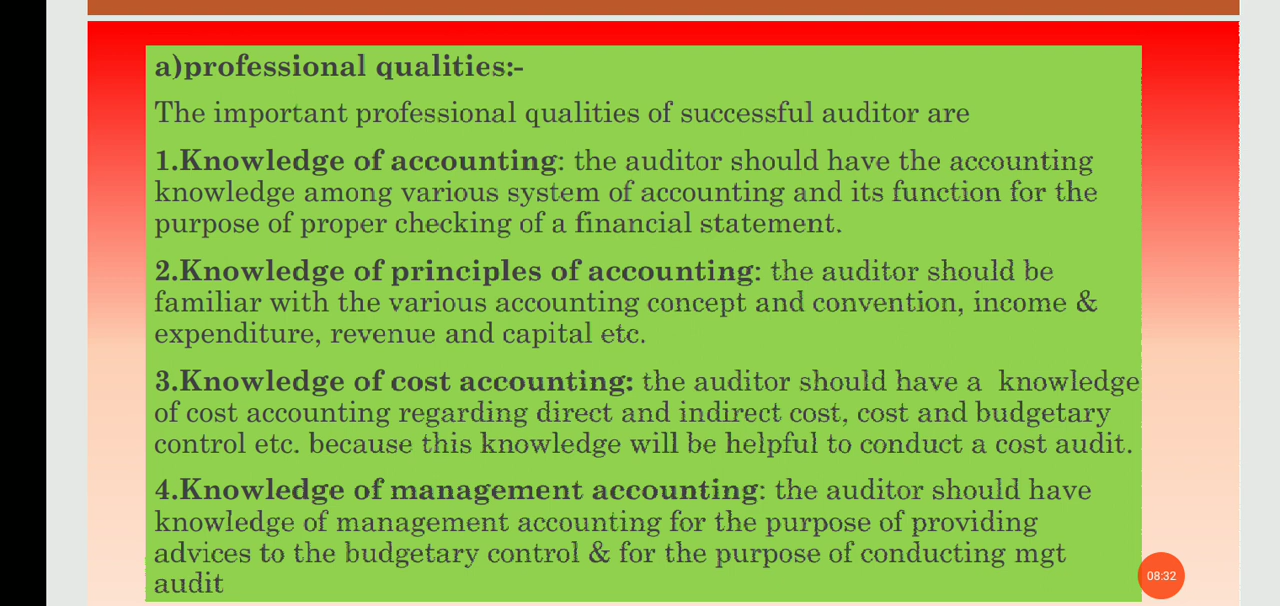 a)professional qualities:-
The important professional qualities of successful auditor are
1.Knowledge of accounting: the auditor should have the accounting
knowledge among various system of accounting and its function for the
purpose of proper checking of a financial statement.
2.Knowledge of principles of accounting: the auditor should be
familiar with the various accounting concept and convention, income &
expenditure, revenue and capital etc.
3.Knowledge of cost accounting: the auditor should have a  knowledge
of cost accounting regarding direct and indirect cost, cost and budgetary
control etc. because this knowledge will be helpful to conduct a cost audit.
4.Knowledge of management accounting: the auditor should have
knowledge of management accounting for the purpose of providing
advices to the budgetary control & for the purpose of conducting mgt
audit
08:32